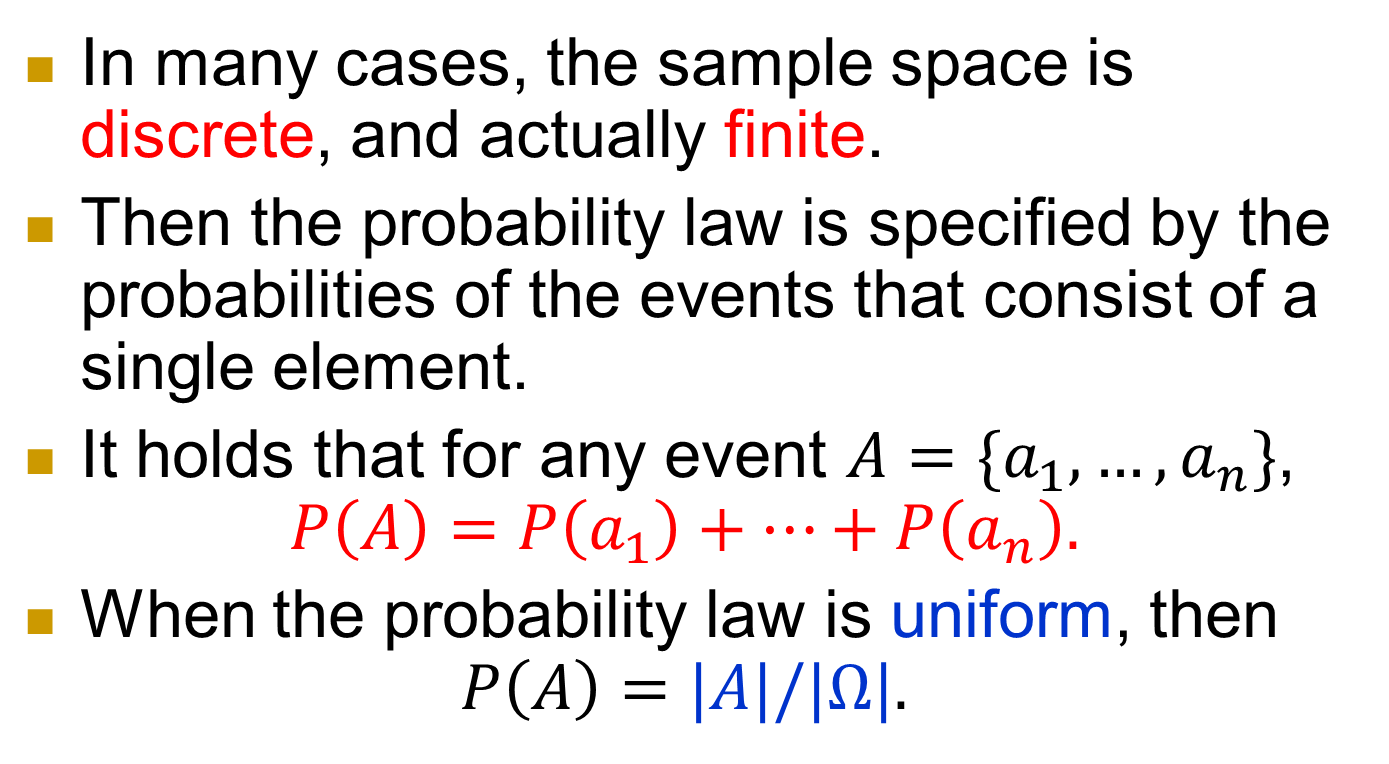 In many cases, the sample space is
discrete, and actually finite.
Then the probability law is specified by the
probabilities of the events that consist of a
single element.
It holds that for any event A = {a₁, … , aₙ},
P(A) = P(a₁) + ⋯ + P(aₙ).
When the probability law is uniform, then
P(A) = |A|/|Ω|.